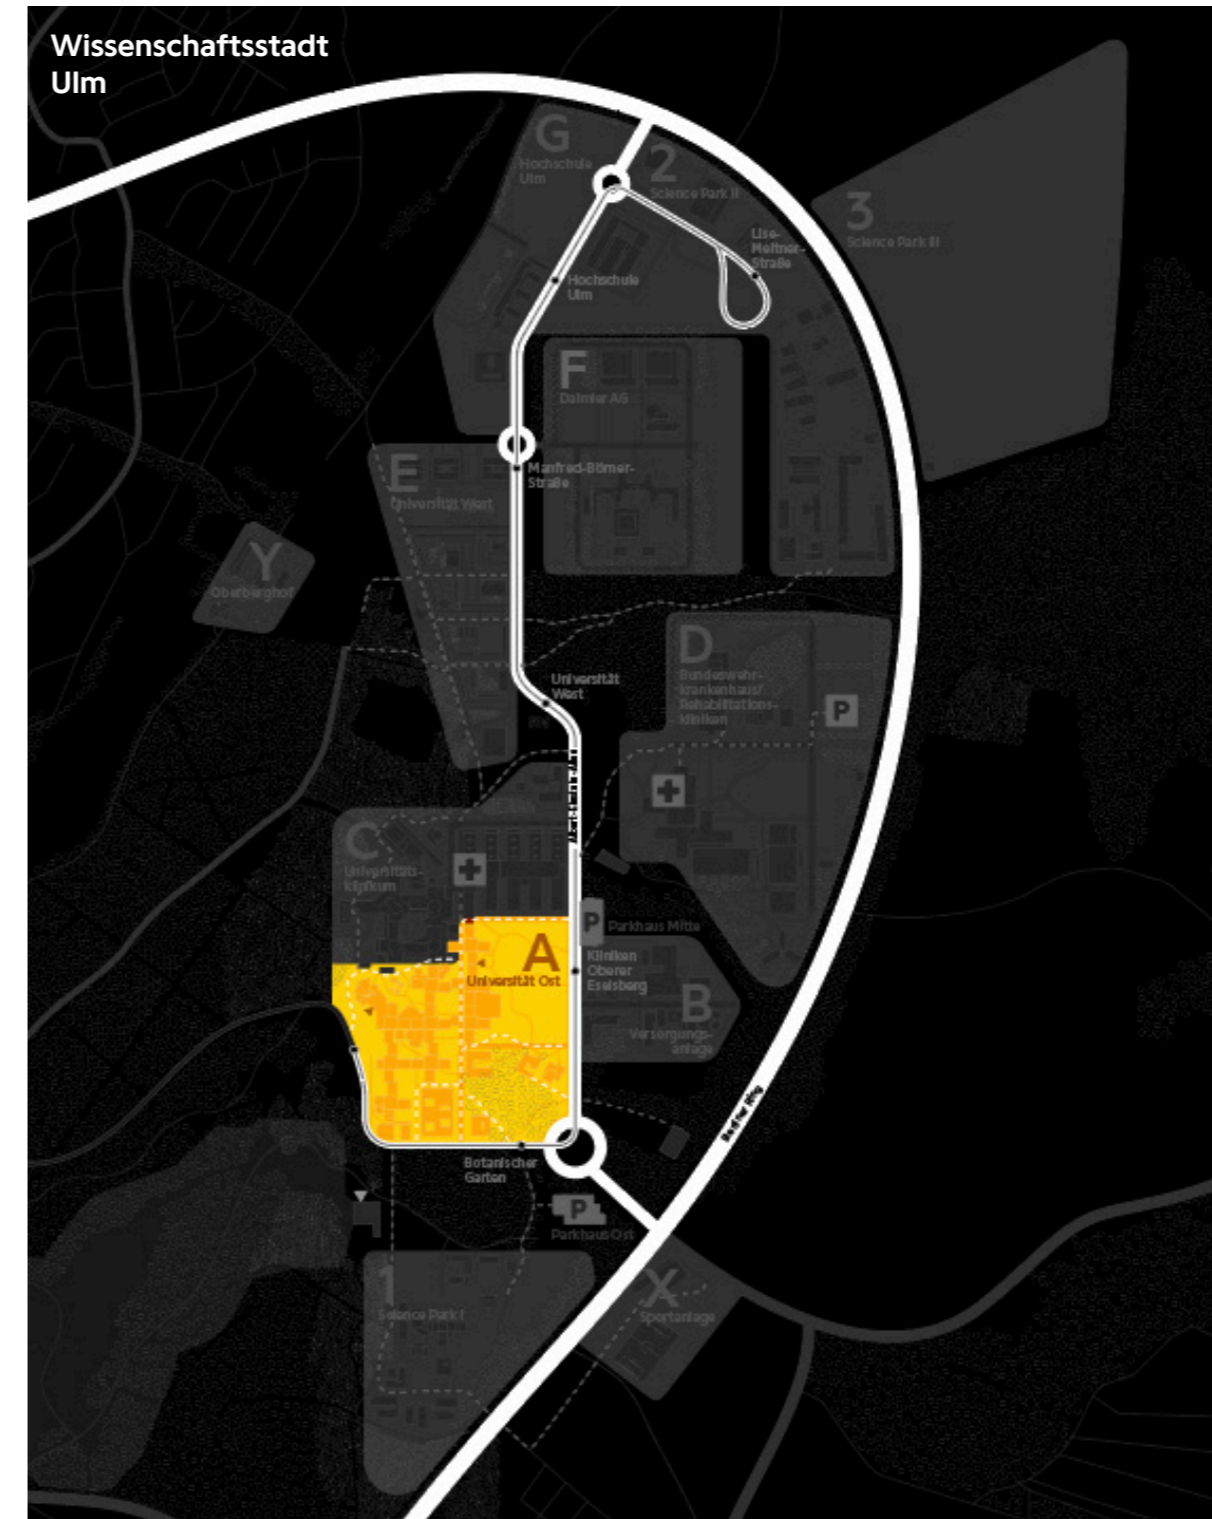 Wissenschaftsstadt
Ulm
G
Hochschule
Ulm
2
Science Park II
3
Science Park III
Lise-
Meitner-
Straße
Hochschule
Ulm
F
Daimler AG
E
Universität West
Manfred-Börner-
Straße
Y
Oberberghof
D
Bundeswehr-
krankenhaus/
Rehabilitations-
kliniken
P
Universität
West
C
Universitäts-
klinikum
P
Parkhaus Mitte
A
Universität Ost
Kliniken
Oberer
Eselsberg
B
Versorgungs-
anlage
Berliner Ring
Botanischer
Garten
P
Parkhaus Ost
1
Science Park I
X
Sportanlage